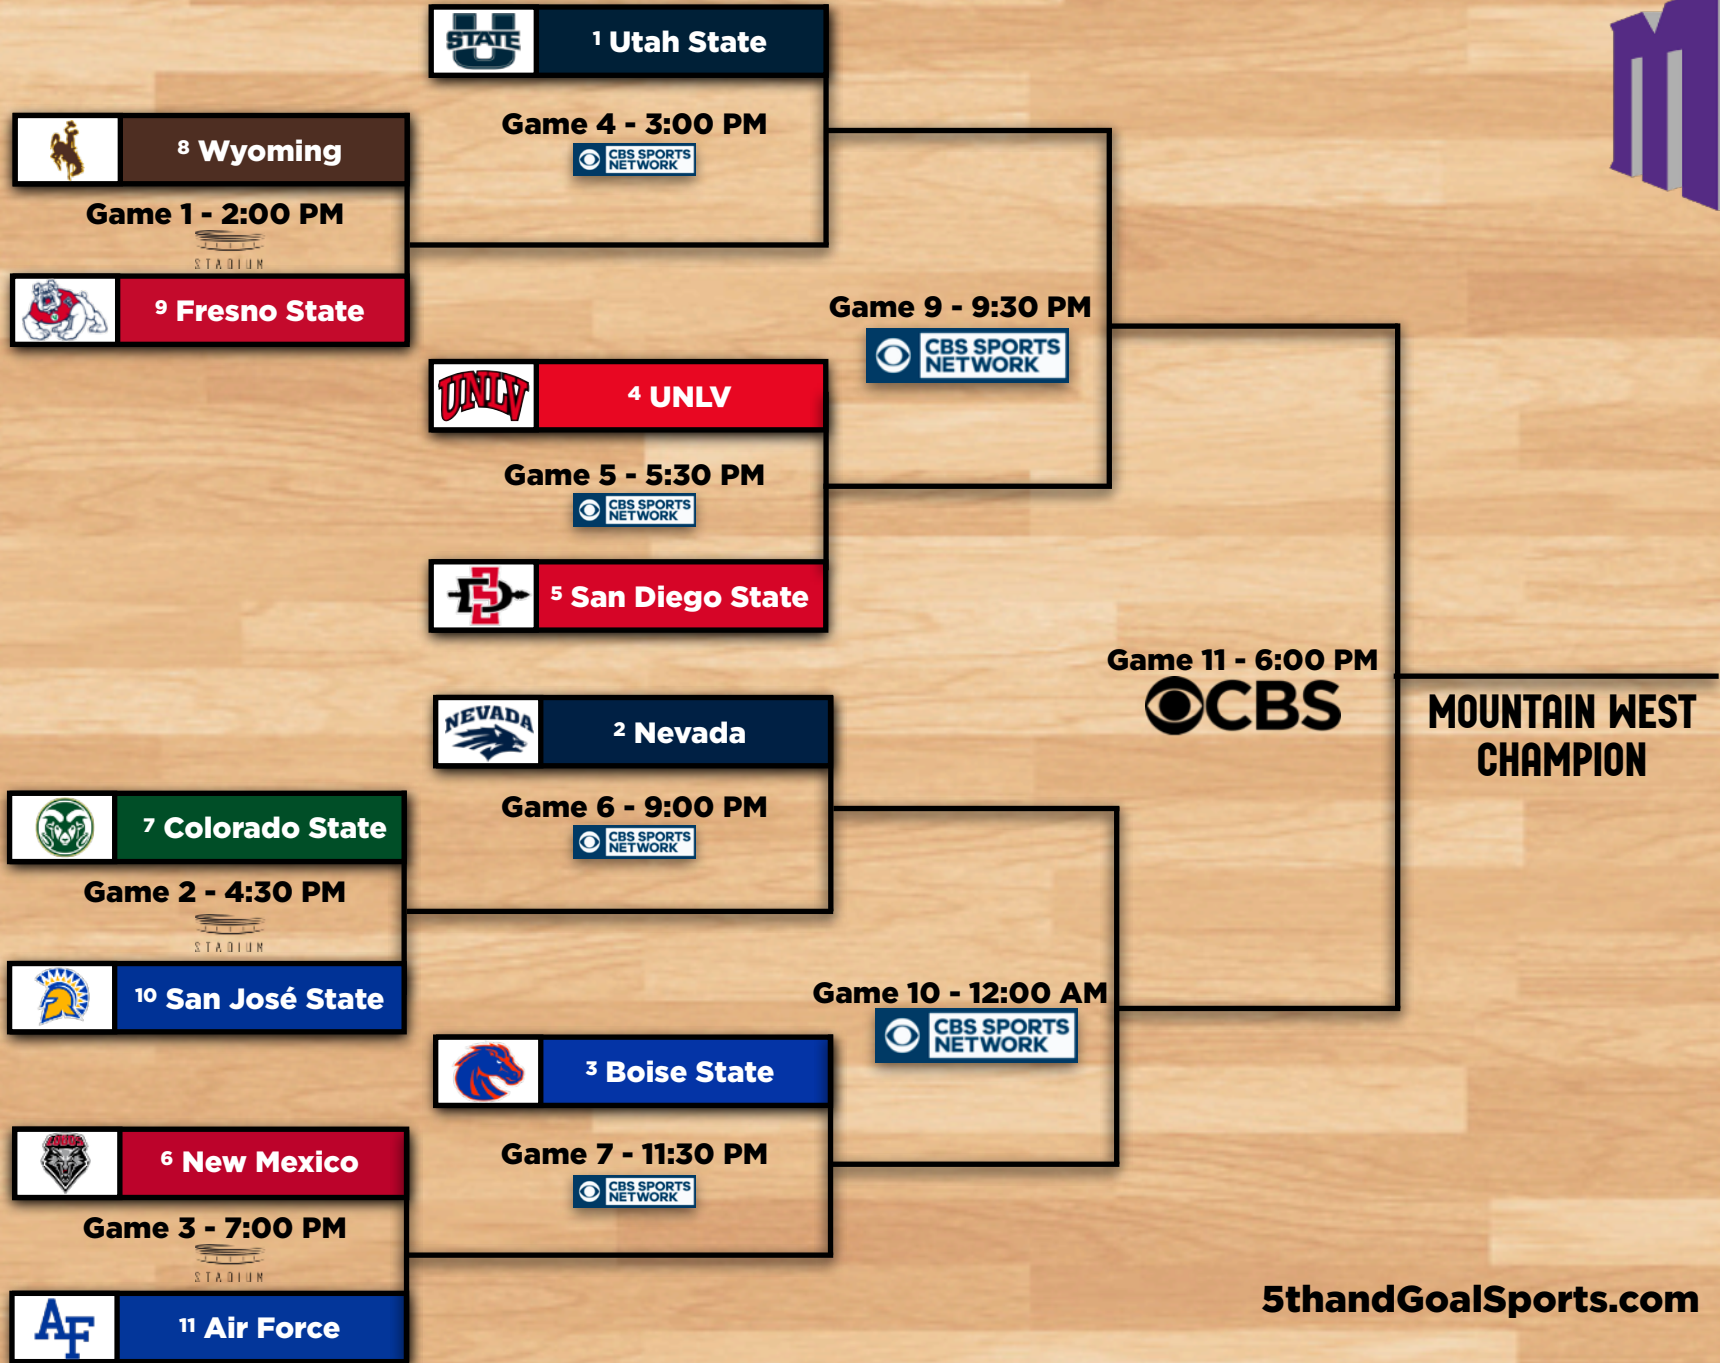 STATE
1 Utah State
Game 4 - 3:00 PM
CBS SPORTS
NETWORK
8 Wyoming
Game 1 - 2:00 PM
STADIUM
9 Fresno State
Game 9 - 9:30 PM
CBS SPORTS
NETWORK
UNLV
4 UNLV
Game 5 - 5:30 PM
CBS SPORTS
NETWORK
5 San Diego State
Game 11 - 6:00 PM
CBS
MOUNTAIN WEST
CHAMPION
NEVADA
2 Nevada
Game 6 - 9:00 PM
CBS SPORTS
NETWORK
7 Colorado State
Game 2 - 4:30 PM
STADIUM
10 San José State
Game 10 - 12:00 AM
CBS SPORTS
NETWORK
3 Boise State
Game 7 - 11:30 PM
CBS SPORTS
NETWORK
LOBOS
6 New Mexico
Game 3 - 7:00 PM
STADIUM
AF
11 Air Force
5thandGoalSports.com